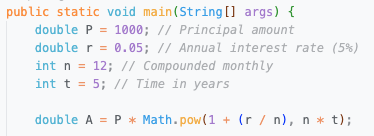 public static void main(String[] args) {
    double P = 1000; // Principal amount
    double r = 0.05; // Annual interest rate (5%)
    int n = 12; // Compounded monthly
    int t = 5; // Time in years

    double A = P * Math.pow(1 + (r / n), n * t);